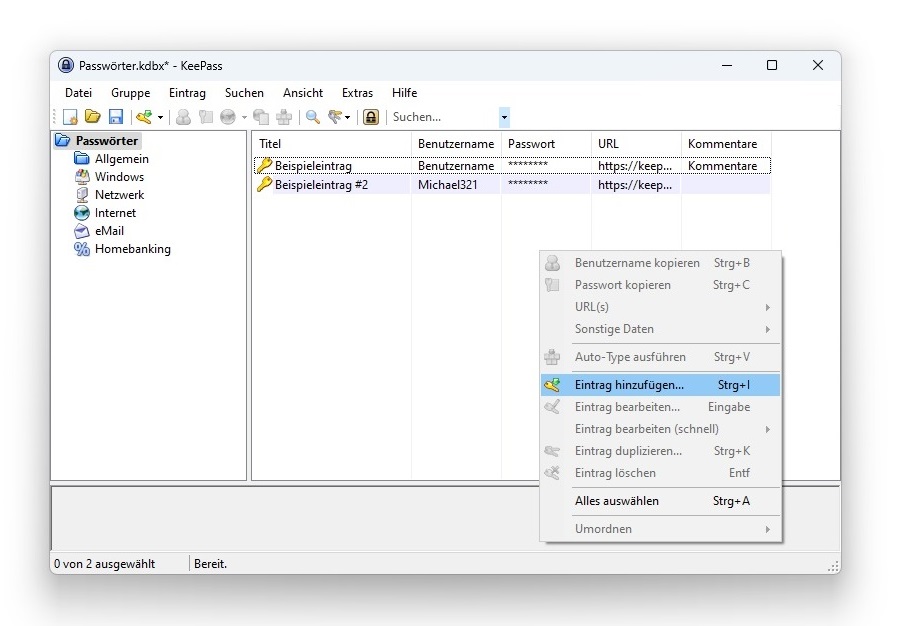 Passwörter.kdbx* - KeePass
Datei Gruppe Eintrag Suchen Ansicht Extras Hilfe
Suchen...
Passwörter
Allgemein
Windows
Netzwerk
Internet
eMail
Homebanking
Titel Benutzername Passwort URL Kommentare
Beispieleintrag Benutzername ******** https://keep... Kommentare
Beispieleintrag #2 Michael321 ******** https://keep...
Benutzername kopieren Strg+B
Passwort kopieren Strg+C
URL(s)
Sonstige Daten
Auto-Type ausführen Strg+V
Eintrag hinzufügen... Strg+I
Eintrag bearbeiten... Eingabe
Eintrag bearbeiten (schnell)
Eintrag duplizieren... Strg+K
Eintrag löschen Entf
Alles auswählen Strg+A
Umordnen
0 von 2 ausgewählt Bereit.